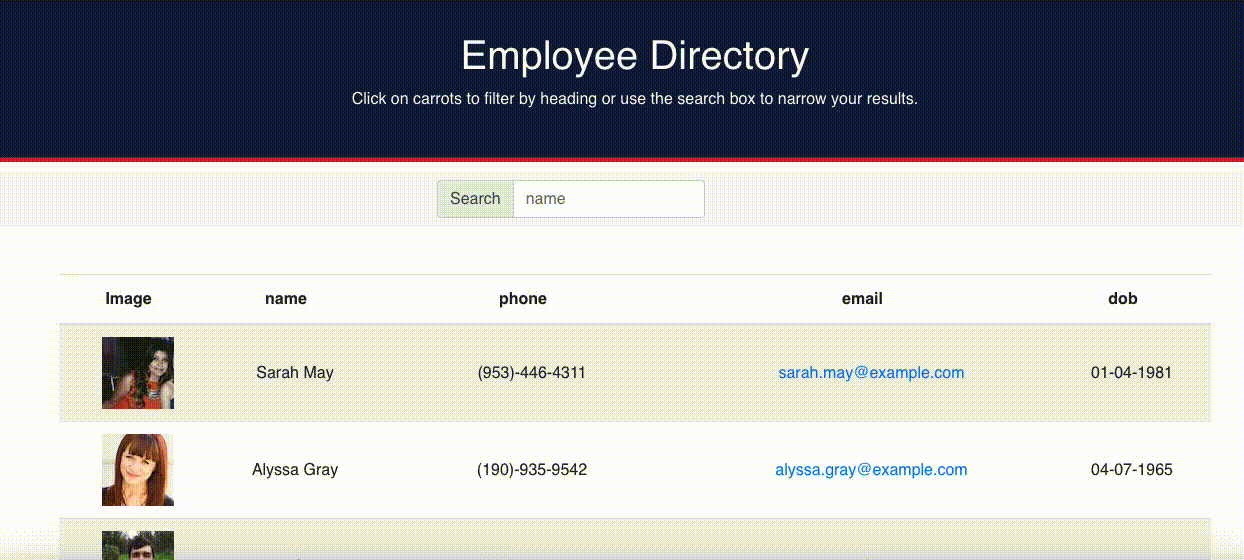 Employee Directory
Click on carrots to filter by heading or use the search box to narrow your results.
Search name
Image name phone email dob
Sarah May (953)-446-4311 sarah.may@example.com 01-04-1981
Alyssa Gray (190)-935-9542 alyssa.gray@example.com 04-07-1965